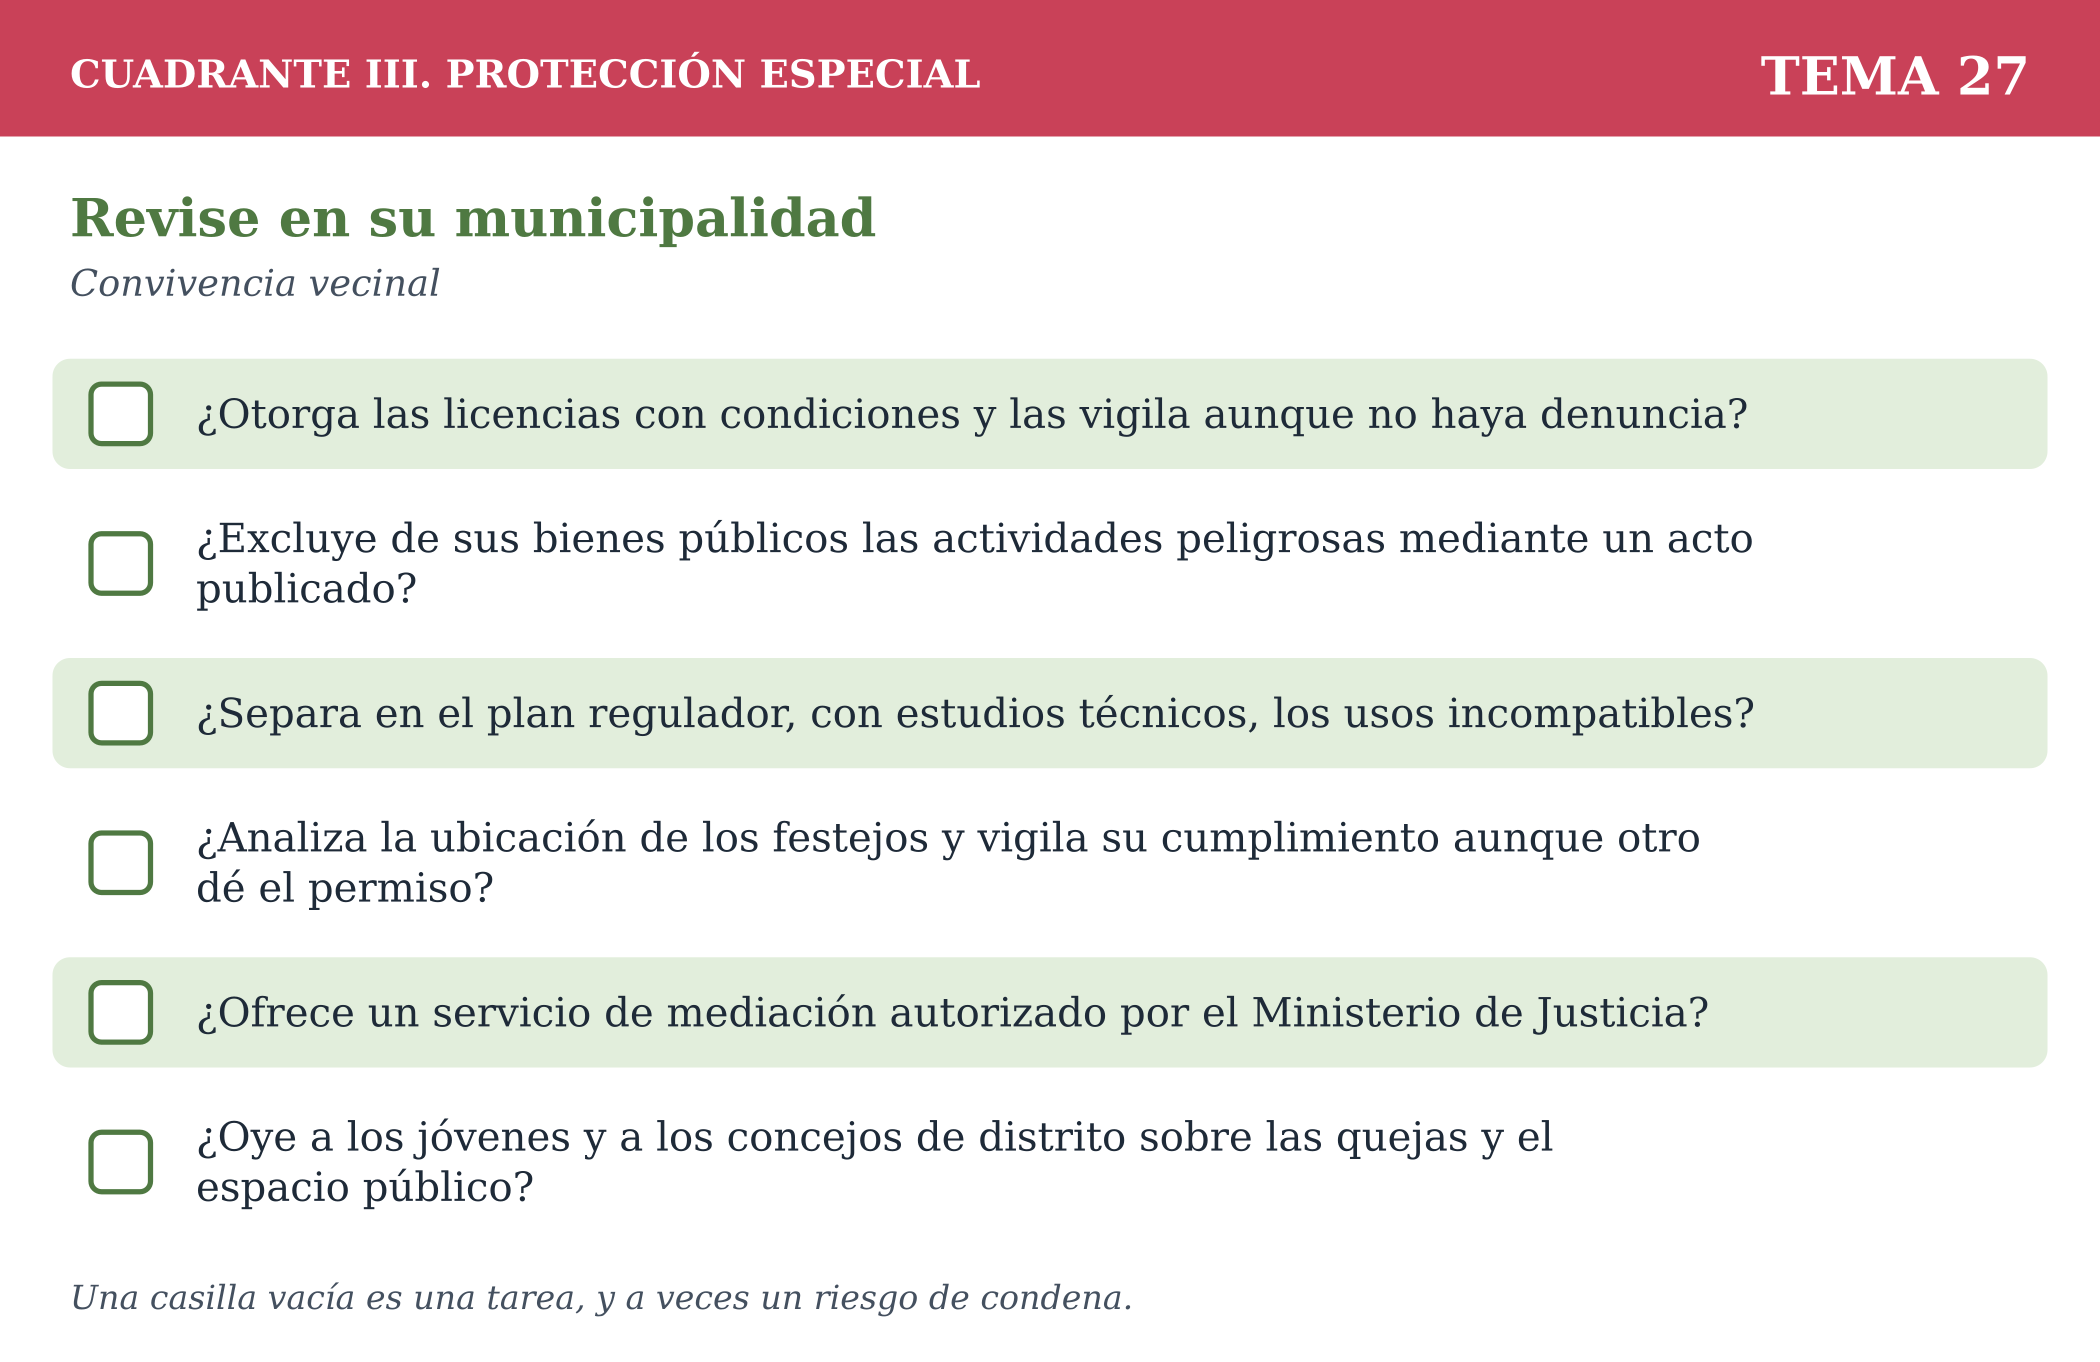 CUADRANTE III. PROTECCIÓN ESPECIAL
TEMA 27
Revise en su municipalidad
Convivencia vecinal
¿Otorga las licencias con condiciones y las vigila aunque no haya denuncia?
¿Excluye de sus bienes públicos las actividades peligrosas mediante un acto
publicado?
¿Separa en el plan regulador, con estudios técnicos, los usos incompatibles?
¿Analiza la ubicación de los festejos y vigila su cumplimiento aunque otro
dé el permiso?
¿Ofrece un servicio de mediación autorizado por el Ministerio de Justicia?
¿Oye a los jóvenes y a los concejos de distrito sobre las quejas y el
espacio público?
Una casilla vacía es una tarea, y a veces un riesgo de condena.